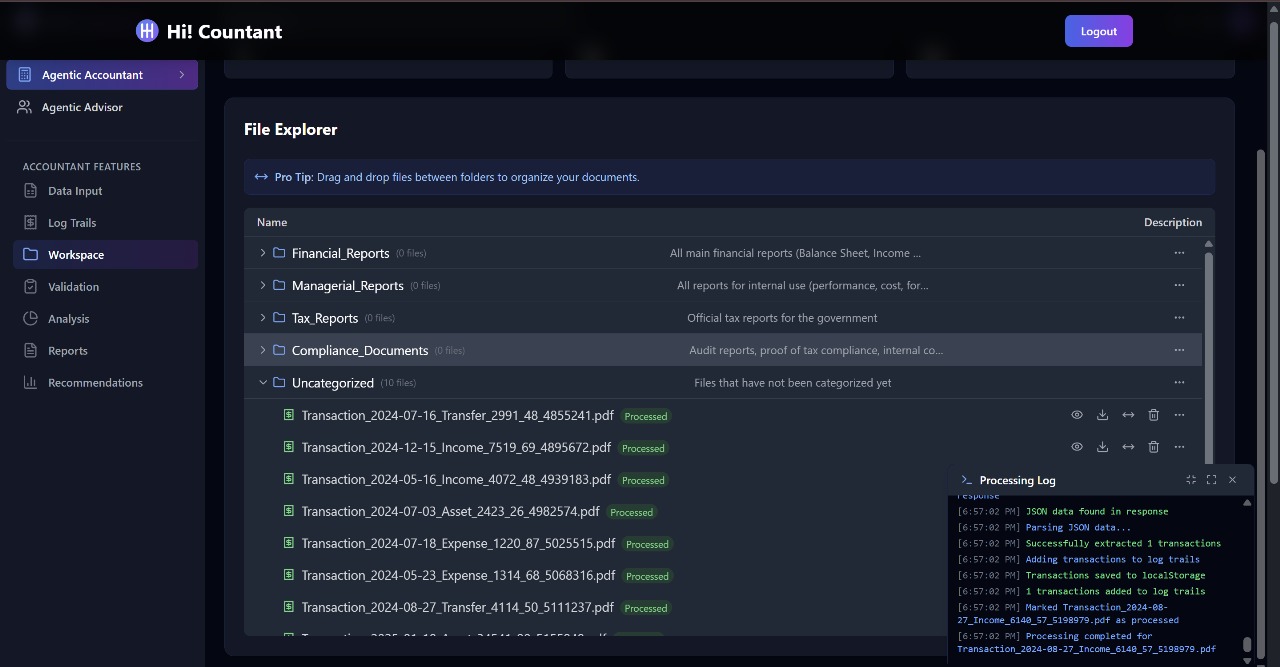 Hi! Countant
Logout
Agentic Accountant
Agentic Advisor
ACCOUNTANT FEATURES
Data Input
Log Trails
Workspace
Validation
Analysis
Reports
Recommendations
File Explorer
Pro Tip: Drag and drop files between folders to organize your documents.
Name Description
Financial_Reports (0 files) All main financial reports (Balance Sheet, Income ...
Managerial_Reports (0 files) All reports for internal use (performance, cost, for...
Tax_Reports (0 files) Official tax reports for the government
Compliance_Documents (0 files) Audit reports, proof of tax compliance, internal co...
Uncategorized (10 files) Files that have not been categorized yet
Transaction_2024-07-16_Transfer_2991_48_4855241.pdf Processed
Transaction_2024-12-15_Income_7519_69_4895672.pdf Processed
Transaction_2024-05-16_Income_4072_48_4939183.pdf Processed
Transaction_2024-07-03_Asset_2423_26_4982574.pdf Processed
Transaction_2024-07-18_Expense_1220_87_5025515.pdf Processed
Transaction_2024-05-23_Expense_1314_68_5068316.pdf Processed
Transaction_2024-08-27_Transfer_4114_50_5111237.pdf Processed
Processing Log
response
[6:57:02 PM] JSON data found in response
[6:57:02 PM] Parsing JSON data...
[6:57:02 PM] Successfully extracted 1 transactions
[6:57:02 PM] Adding transactions to log trails
[6:57:02 PM] Transactions saved to localStorage
[6:57:02 PM] 1 transactions added to log trails
[6:57:02 PM] Marked Transaction_2024-08-
27_Income_6140_57_5198979.pdf as processed
[6:57:02 PM] Processing completed for
Transaction_2024-08-27_Income_6140_57_5198979.pdf